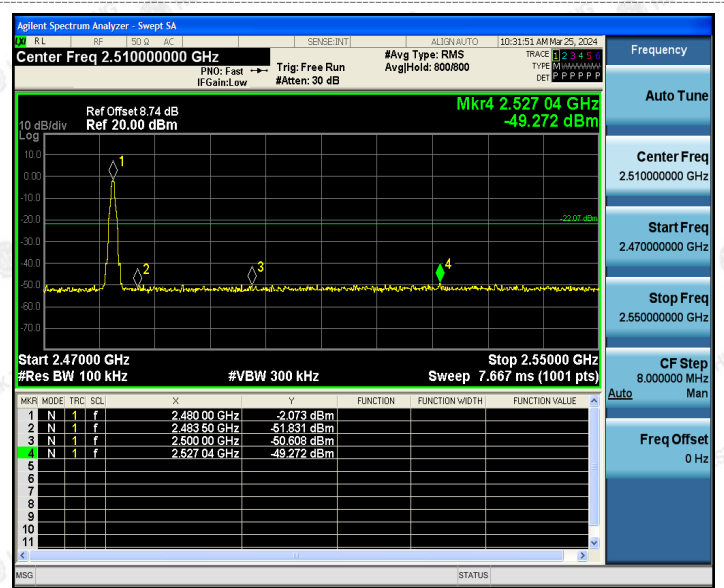 Agilent Spectrum Analyzer - Swept SA
LXI RL RF 50 Ω AC SENSE:INT ALIGN AUTO 10:31:51 AM Mar 25, 2024
Center Freq 2.510000000 GHz
PNO: Fast
IFGain:Low
Trig: Free Run
#Atten: 30 dB
#Avg Type: RMS
Avg|Hold: 800/800
TRACE 1 2 3 4 5 6
TYPE M
DET P P P P P P
Frequency
Auto Tune
Center Freq
2.510000000 GHz
Start Freq
2.470000000 GHz
Stop Freq
2.550000000 GHz
CF Step
8.000000 MHz
Auto Man
Freq Offset
0 Hz
Mkr4 2.527 04 GHz
-49.272 dBm
Ref Offset 8.74 dB
10 dB/div Ref 20.00 dBm
Log
10.0
0.00
-10.0
-20.0
-30.0
-40.0
-50.0
-60.0
-70.0
1
2
3
4
-22.07 dBm
Start 2.47000 GHz Stop 2.55000 GHz
#Res BW 100 kHz #VBW 300 kHz Sweep 7.667 ms (1001 pts)
MKR MODE TRC SCL X Y FUNCTION FUNCTION WIDTH FUNCTION VALUE
1 N 1 f 2.480 00 GHz -2.073 dBm
2 N 1 f 2.483 50 GHz -51.831 dBm
3 N 1 f 2.500 00 GHz -50.608 dBm
4 N 1 f 2.527 04 GHz -49.272 dBm
5
6
7
8
9
10
11
MSG STATUS